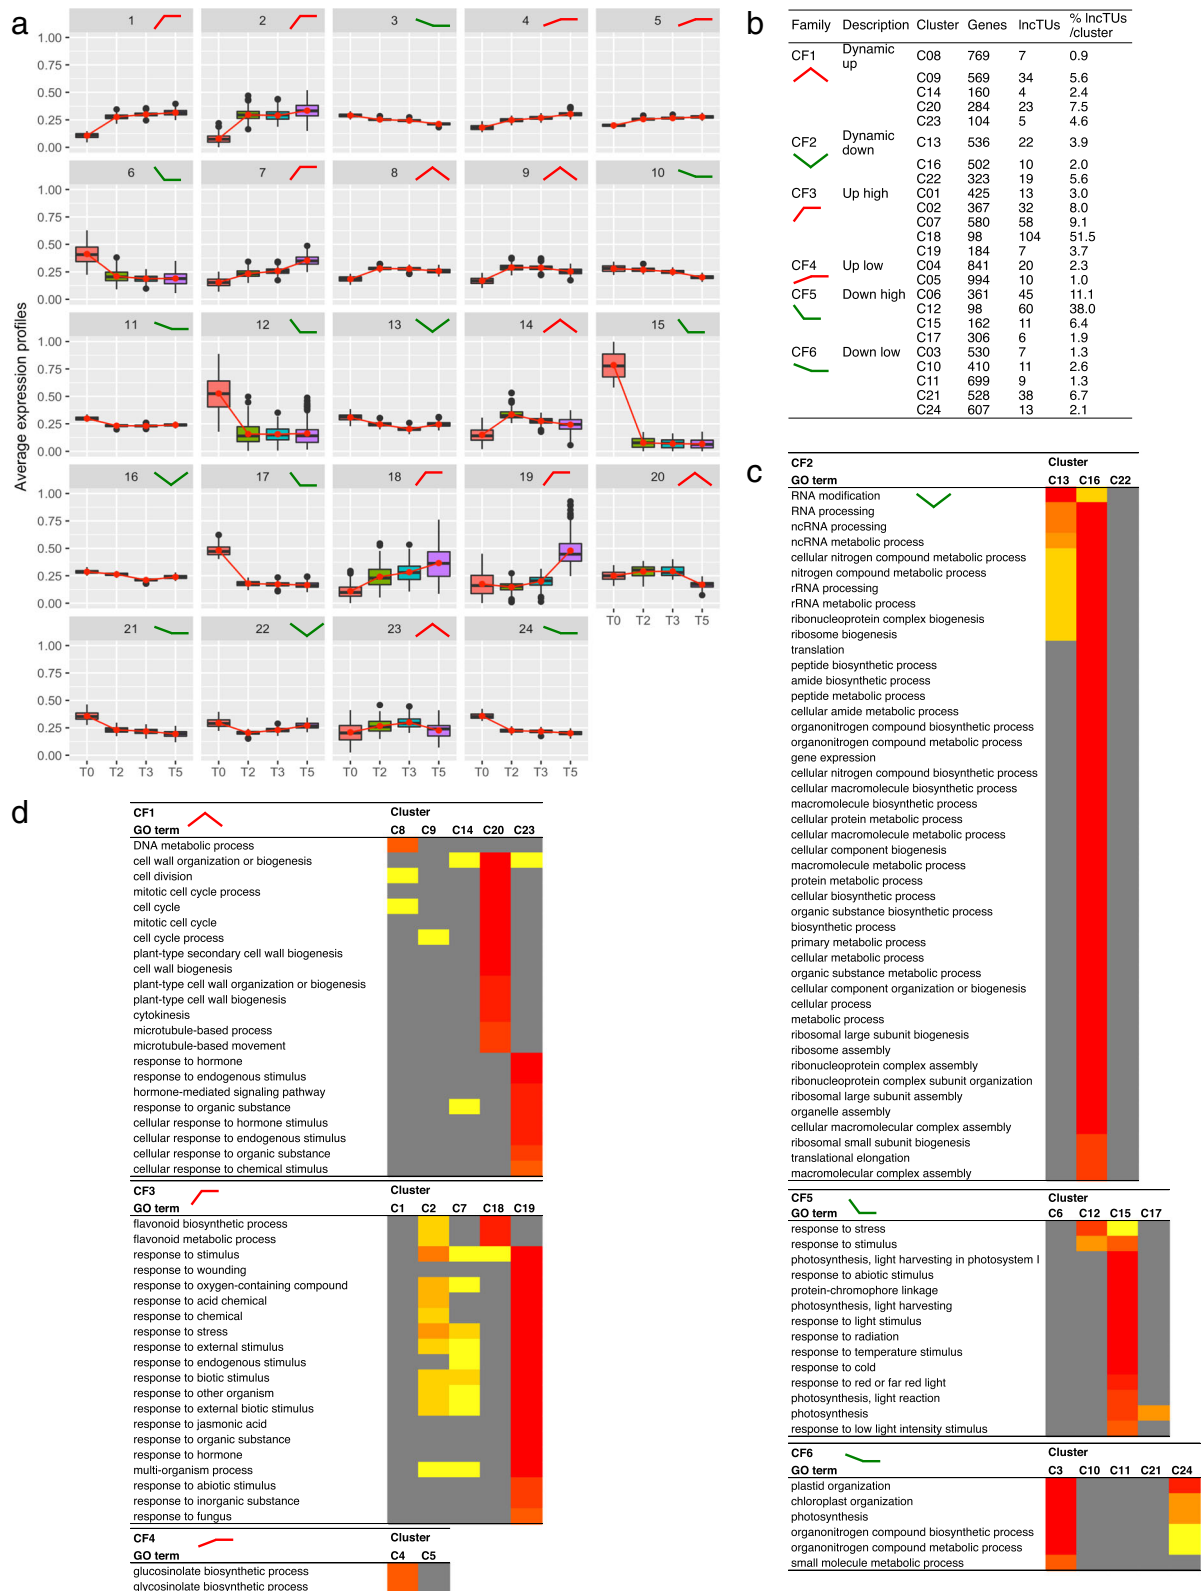 a
1 2 3 4 5
1.00
0.75
0.50
0.25
0.00
6 7 8 9 10
1.00
0.75
0.50
0.25
0.00
11 12 13 14 15
1.00
0.75
0.50
0.25
0.00
16 17 18 19 20
1.00
0.75
0.50
0.25
0.00
T0 T2 T3 T5
21 22 23 24
1.00
0.75
0.50
0.25
0.00
T0 T2 T3 T5 T0 T2 T3 T5 T0 T2 T3 T5 T0 T2 T3 T5
Average expression profiles
b
Family Description Cluster Genes lncTUs % lncTUs
/cluster
CF1 Dynamic up C08 769 7 0.9
C09 569 34 5.6
C14 160 4 2.4
C20 284 23 7.5
C23 104 5 4.6
CF2 Dynamic down C13 536 22 3.9
C16 502 10 2.0
C22 323 19 5.6
CF3 Up high C01 425 13 3.0
C02 367 32 8.0
C07 580 58 9.1
C18 98 104 51.5
C19 184 7 3.7
CF4 Up low C04 841 20 2.3
C05 994 10 1.0
CF5 Down high C06 361 45 11.1
C12 98 60 38.0
C15 162 11 6.4
C17 306 6 1.9
CF6 Down low C03 530 7 1.3
C10 410 11 2.6
C11 699 9 1.3
C21 528 38 6.7
C24 607 13 2.1
c
CF2 Cluster
GO term C13 C16 C22
RNA modification
RNA processing
ncRNA processing
ncRNA metabolic process
cellular nitrogen compound metabolic process
nitrogen compound metabolic process
rRNA processing
rRNA metabolic process
ribonucleoprotein complex biogenesis
ribosome biogenesis
translation
peptide biosynthetic process
amide biosynthetic process
peptide metabolic process
cellular amide metabolic process
organonitrogen compound biosynthetic process
organonitrogen compound metabolic process
gene expression
cellular nitrogen compound biosynthetic process
cellular macromolecule biosynthetic process
macromolecule biosynthetic process
cellular protein metabolic process
cellular macromolecule metabolic process
cellular component biogenesis
macromolecule metabolic process
protein metabolic process
cellular biosynthetic process
organic substance biosynthetic process
biosynthetic process
primary metabolic process
cellular metabolic process
organic substance metabolic process
cellular component organization or biogenesis
cellular process
metabolic process
ribosomal large subunit biogenesis
ribosome assembly
ribonucleoprotein complex assembly
ribonucleoprotein complex subunit organization
ribosomal large subunit assembly
organelle assembly
cellular macromolecular complex assembly
ribosomal small subunit biogenesis
translational elongation
macromolecular complex assembly
CF5 Cluster
GO term C6 C12 C15 C17
response to stress
response to stimulus
photosynthesis, light harvesting in photosystem I
response to abiotic stimulus
protein-chromophore linkage
photosynthesis, light harvesting
response to light stimulus
response to radiation
response to temperature stimulus
response to cold
response to red or far red light
photosynthesis, light reaction
photosynthesis
response to low light intensity stimulus
CF6 Cluster
GO term C3 C10 C11 C21 C24
plastid organization
chloroplast organization
photosynthesis
organonitrogen compound biosynthetic process
organonitrogen compound metabolic process
small molecule metabolic process
d
CF1 Cluster
GO term C8 C9 C14 C20 C23
DNA metabolic process
cell wall organization or biogenesis
cell division
mitotic cell cycle process
cell cycle
mitotic cell cycle
cell cycle process
plant-type secondary cell wall biogenesis
cell wall biogenesis
plant-type cell wall organization or biogenesis
plant-type cell wall biogenesis
cytokinesis
microtubule-based process
microtubule-based movement
response to hormone
response to endogenous stimulus
hormone-mediated signaling pathway
response to organic substance
cellular response to hormone stimulus
cellular response to endogenous stimulus
cellular response to organic substance
cellular response to chemical stimulus
CF3 Cluster
GO term C1 C2 C7 C18 C19
flavonoid biosynthetic process
flavonoid metabolic process
response to stimulus
response to wounding
response to oxygen-containing compound
response to acid chemical
response to chemical
response to stress
response to external stimulus
response to endogenous stimulus
response to biotic stimulus
response to other organism
response to external biotic stimulus
response to jasmonic acid
response to organic substance
response to hormone
multi-organism process
response to abiotic stimulus
response to inorganic substance
response to fungus
CF4 Cluster
GO term C4 C5
glucosinolate biosynthetic process
glycosinolate biosynthetic process